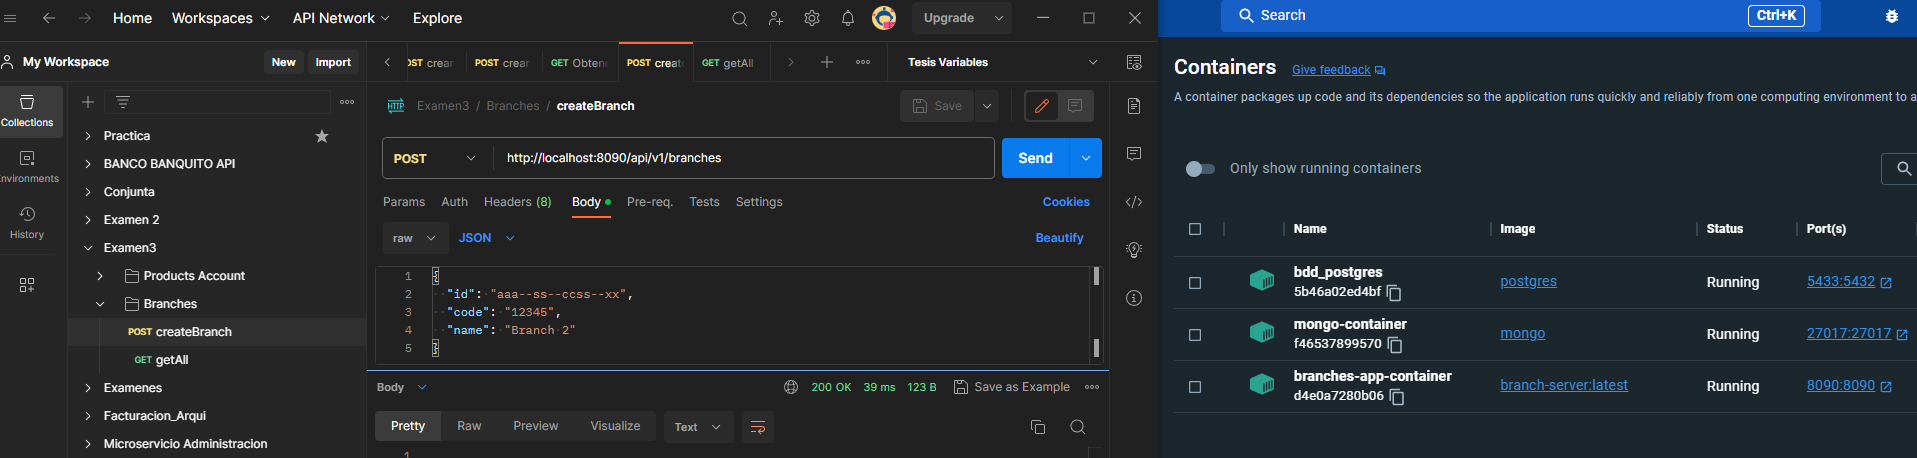 Home Workspaces API Network Explore Upgrade
My Workspace New Import
Collections
Environments
History
Practica
BANCO BANQUITO API
Conjunta
Examen 2
Examen3
Products Account
Branches
POST createBranch
GET getAll
Examenes
Facturacion_Arqui
Microservicio Administracion
OST crear POST crear GET Obtene POST create GET getAll Tesis Variables
HTTP Examen3 / Branches / createBranch Save
POST http://localhost:8090/api/v1/branches Send
Params Auth Headers (8) Body Pre-req. Tests Settings Cookies
raw JSON Beautify
1 {
2 "id": "aaa--ss--ccss--xx",
3 "code": "12345",
4 "name": "Branch 2"
5 }
Body 200 OK 39 ms 123 B Save as Example
Pretty Raw Preview Visualize Text
1
Search Ctrl+K
Containers Give feedback
A container packages up code and its dependencies so the application runs quickly and reliably from one computing environment to a
Only show running containers
Name Image Status Port(s)
bdd_postgres postgres Running 5433:5432
5b46a02ed4bf
mongo-container mongo Running 27017:27017
f46537899570
branches-app-container branch-server:latest Running 8090:8090
d4e0a7280b06